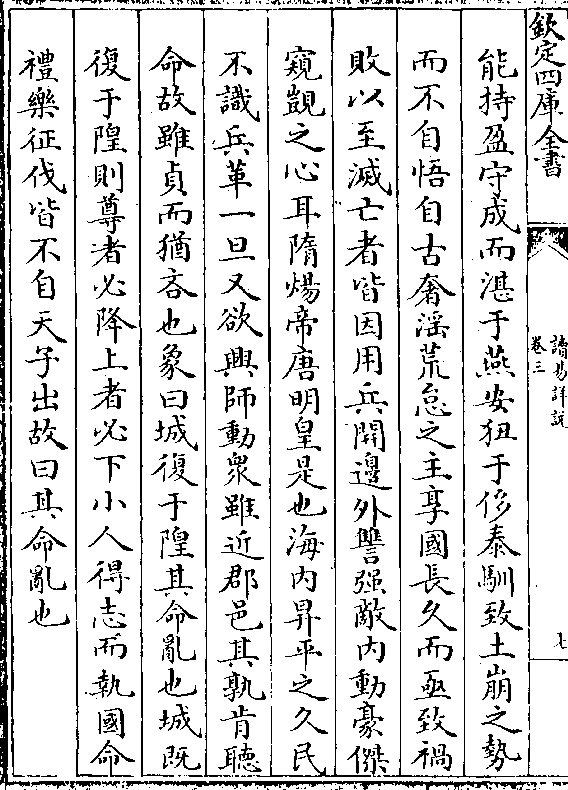 欽定四庫全書
讀易詳說
卷三
七
能持盈守成而湛于燕安狃于侈泰馴致土崩之勢
而不自悟自古奢滛荒怠之主享國長久而亟致禍
敗以至滅亡者皆因用兵開邊外讐强敵内動豪傑
窺覬之心耳隋煬帝唐明皇是也海内昇平之久民
不識兵革一旦又欲興師動衆雖近郡邑其孰肯聽
命故雖貞而猶吝也象曰城復于隍其命亂也城既
復于隍則尊者必降上者必下小人得志而執國命
禮樂征伐皆不自天子出故曰其命亂也